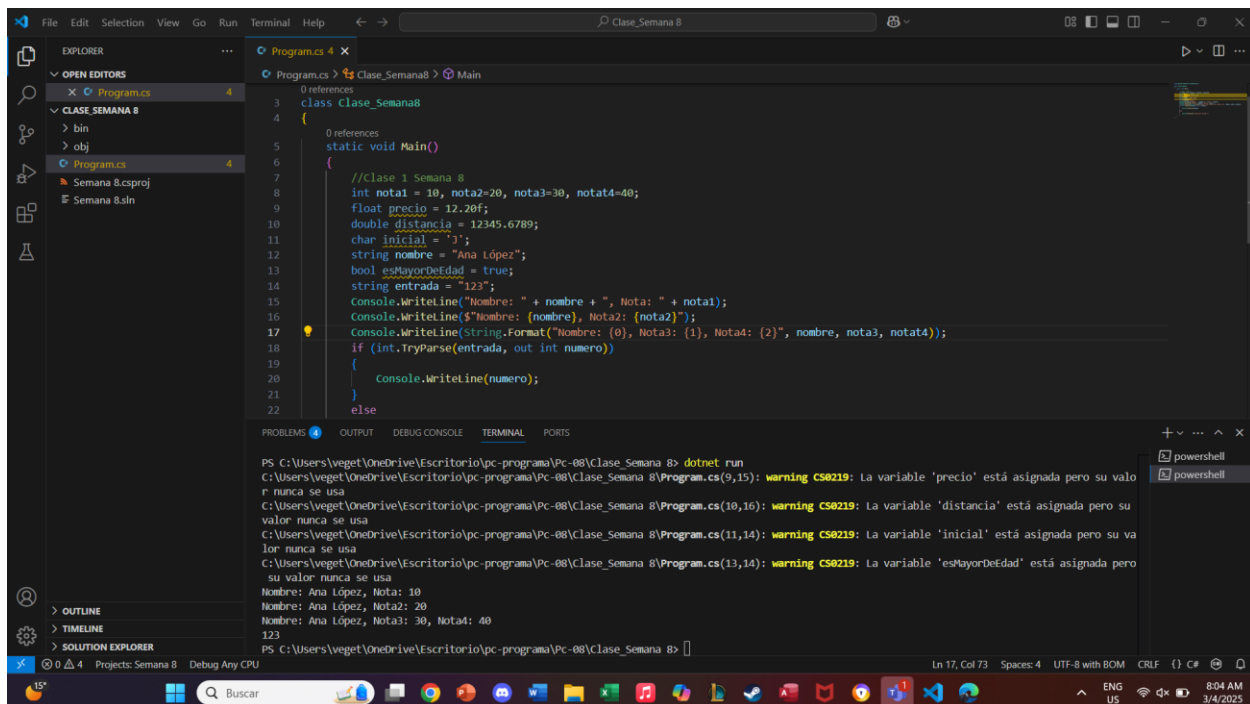 File Edit Selection View Go Run Terminal Help Clase_Semana 8
EXPLORER
OPEN EDITORS
Program.cs 4
CLASE_SEMANA 8
bin
obj
Program.cs 4
Semana 8.csproj
Semana 8.sln
OUTLINE
TIMELINE
SOLUTION EXPLORER
Program.cs 4
Program.cs > Clase_Semana8 > Main
0 references
3 class Clase_Semana8
4 {
0 references
5 static void Main()
6 {
7 //Clase 1 Semana 8
8 int nota1 = 10, nota2=20, nota3=30, notat4=40;
9 float precio = 12.20f;
10 double distancia = 12345.6789;
11 char inicial = 'J';
12 string nombre = "Ana López";
13 bool esMayorDeEdad = true;
14 string entrada = "123";
15 Console.WriteLine("Nombre: " + nombre + ", Nota: " + nota1);
16 Console.WriteLine($"Nombre: {nombre}, Nota2: {nota2}");
17 Console.WriteLine(String.Format("Nombre: {0}, Nota3: {1}, Nota4: {2}", nombre, nota3, notat4));
18 if (int.TryParse(entrada, out int numero))
19 {
20 Console.WriteLine(numero);
21 }
22 else
PROBLEMS 4 OUTPUT DEBUG CONSOLE TERMINAL PORTS
PS C:\Users\veget\OneDrive\Escritorio\pc-programa\Pc-08\Clase_Semana 8> dotnet run
C:\Users\veget\OneDrive\Escritorio\pc-programa\Pc-08\Clase_Semana 8\Program.cs(9,15): warning CS0219: La variable 'precio' está asignada pero su valo
r nunca se usa
C:\Users\veget\OneDrive\Escritorio\pc-programa\Pc-08\Clase_Semana 8\Program.cs(10,16): warning CS0219: La variable 'distancia' está asignada pero su
valor nunca se usa
C:\Users\veget\OneDrive\Escritorio\pc-programa\Pc-08\Clase_Semana 8\Program.cs(11,14): warning CS0219: La variable 'inicial' está asignada pero su va
lor nunca se usa
C:\Users\veget\OneDrive\Escritorio\pc-programa\Pc-08\Clase_Semana 8\Program.cs(13,14): warning CS0219: La variable 'esMayorDeEdad' está asignada pero
su valor nunca se usa
Nombre: Ana López, Nota: 10
Nombre: Ana López, Nota2: 20
Nombre: Ana López, Nota3: 30, Nota4: 40
123
PS C:\Users\veget\OneDrive\Escritorio\pc-programa\Pc-08\Clase_Semana 8>
powershell
powershell
0 4 Projects: Semana 8 Debug Any CPU Ln 17, Col 73 Spaces: 4 UTF-8 with BOM CRLF {} C#
15° Buscar ENG US 8:04 AM 3/4/2025